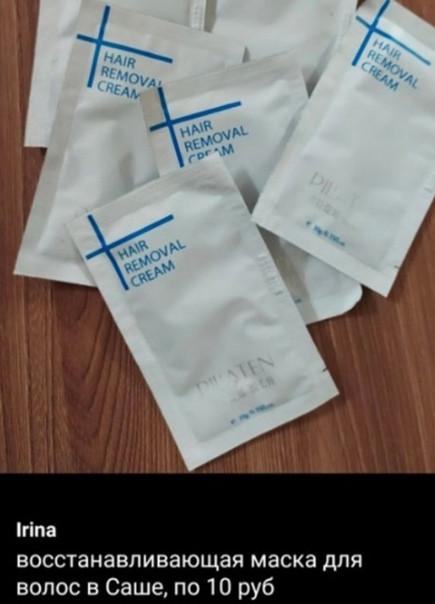 HAIR
REMOVAL
CREAM
HAIR
REMOVAL
CREAM
HAIR
REMOVAL
CREAM
HAIR
REMOVAL
CREAM
PILATEN
Irina
восстанавливающая маска для
волос в Саше, по 10 руб